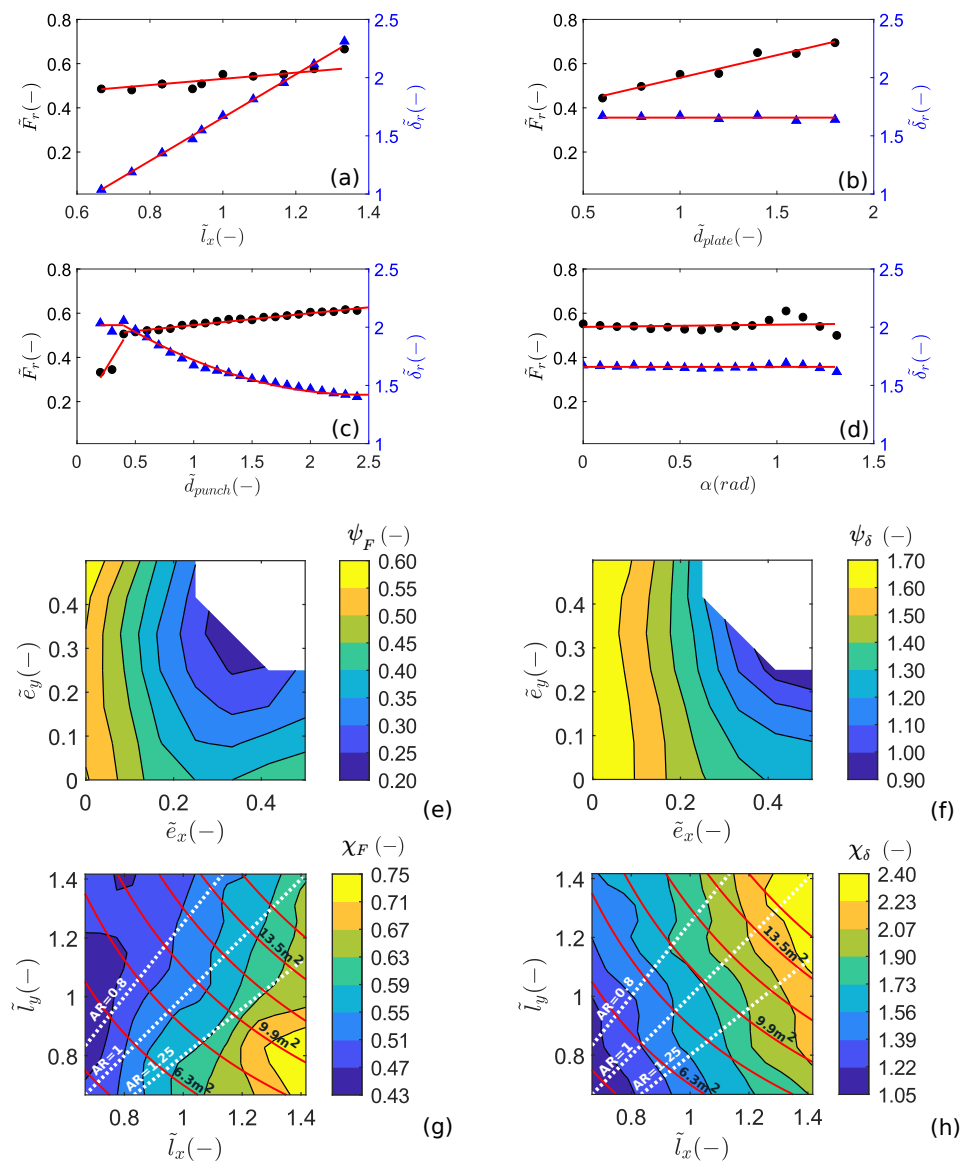 0.8
0.6
0.4
0.2
F̃r(−)
2.5
2
1.5
1
δ̃r(−)
0.6 0.8 1 1.2 1.4
l̃x(−)
(a)
0.8
0.6
0.4
0.2
F̃r(−)
2.5
2
1.5
1
δ̃r(−)
0.5 1 1.5 2
d̃plate(−)
(b)
0.8
0.6
0.4
0.2
F̃r(−)
2.5
2
1.5
1
δ̃r(−)
0 0.5 1 1.5 2 2.5
d̃punch(−)
(c)
0.8
0.6
0.4
0.2
F̃r(−)
2.5
2
1.5
1
δ̃r(−)
0 0.5 1 1.5
α(rad)
(d)
ψF (−)
0.60
0.55
0.50
0.45
0.40
0.35
0.30
0.25
0.20
0.4
0.3
0.2
0.1
0
ẽy(−)
0 0.2 0.4
ẽx(−)
(e)
ψδ (−)
1.70
1.60
1.50
1.40
1.30
1.20
1.10
1.00
0.90
0.4
0.3
0.2
0.1
0
ẽy(−)
0 0.2 0.4
ẽx(−)
(f)
χF (−)
0.75
0.71
0.67
0.63
0.59
0.55
0.51
0.47
0.43
1.4
1.2
1
0.8
l̃y(−)
AR=0.8
AR=1
AR=1.25
13.5m2
9.9m2
6.3m2
0.8 1 1.2 1.4
l̃x(−)
(g)
χδ (−)
2.40
2.23
2.07
1.90
1.73
1.56
1.39
1.22
1.05
1.4
1.2
1
0.8
l̃y(−)
AR=0.8
AR=1
AR=1.25
13.5m2
9.9m2
6.3m2
0.8 1 1.2 1.4
l̃x(−)
(h)